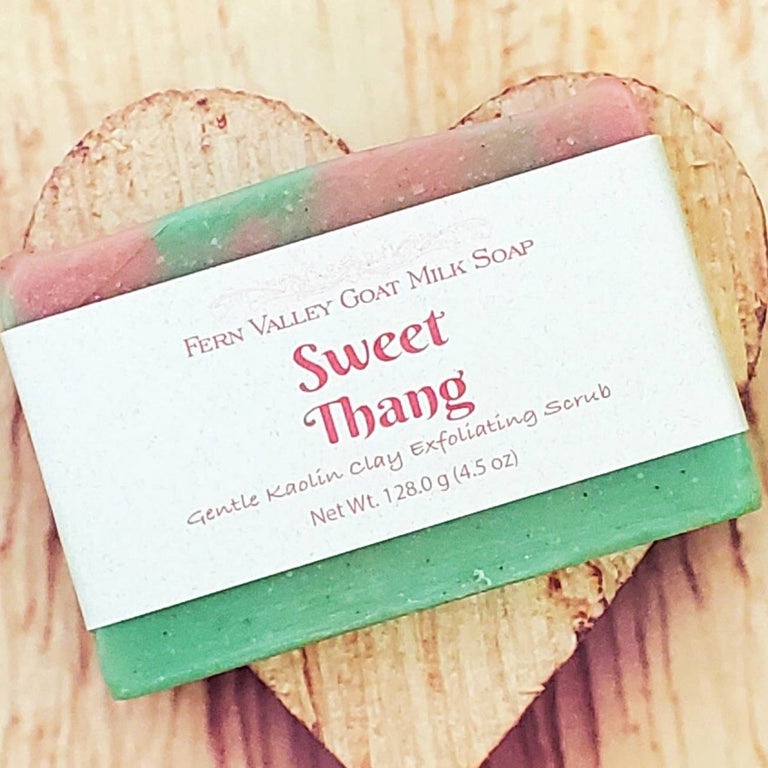 Fern Valley Goat Milk Soap
Sweet
Thang
Gentle Kaolin Clay Exfoliating Scrub
Net Wt. 128.0 g (4.5 oz)